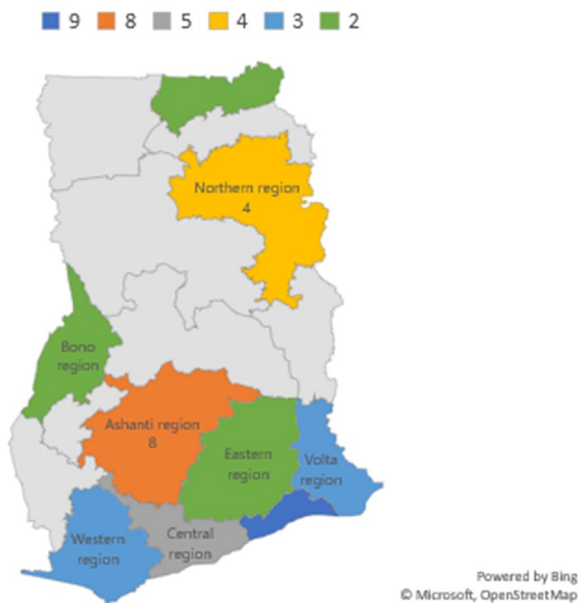 9 8 5 4 3 2
Northern region
4
Bono
region
Ashanti region
8
Eastern
region
Volta
region
Western
region
Central
region
Powered by Bing
© Microsoft, OpenStreetMap